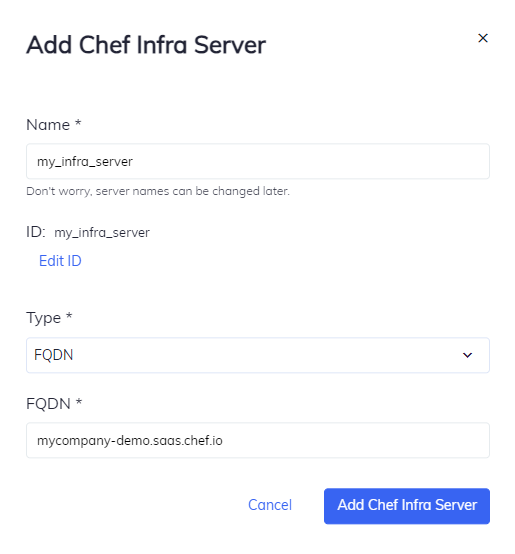 Add Chef Infra Server
Name *
my_infra_server
Don't worry, server names can be changed later.
ID: my_infra_server
Edit ID
Type *
FQDN
FQDN *
mycompany-demo.saas.chef.io
Cancel Add Chef Infra Server